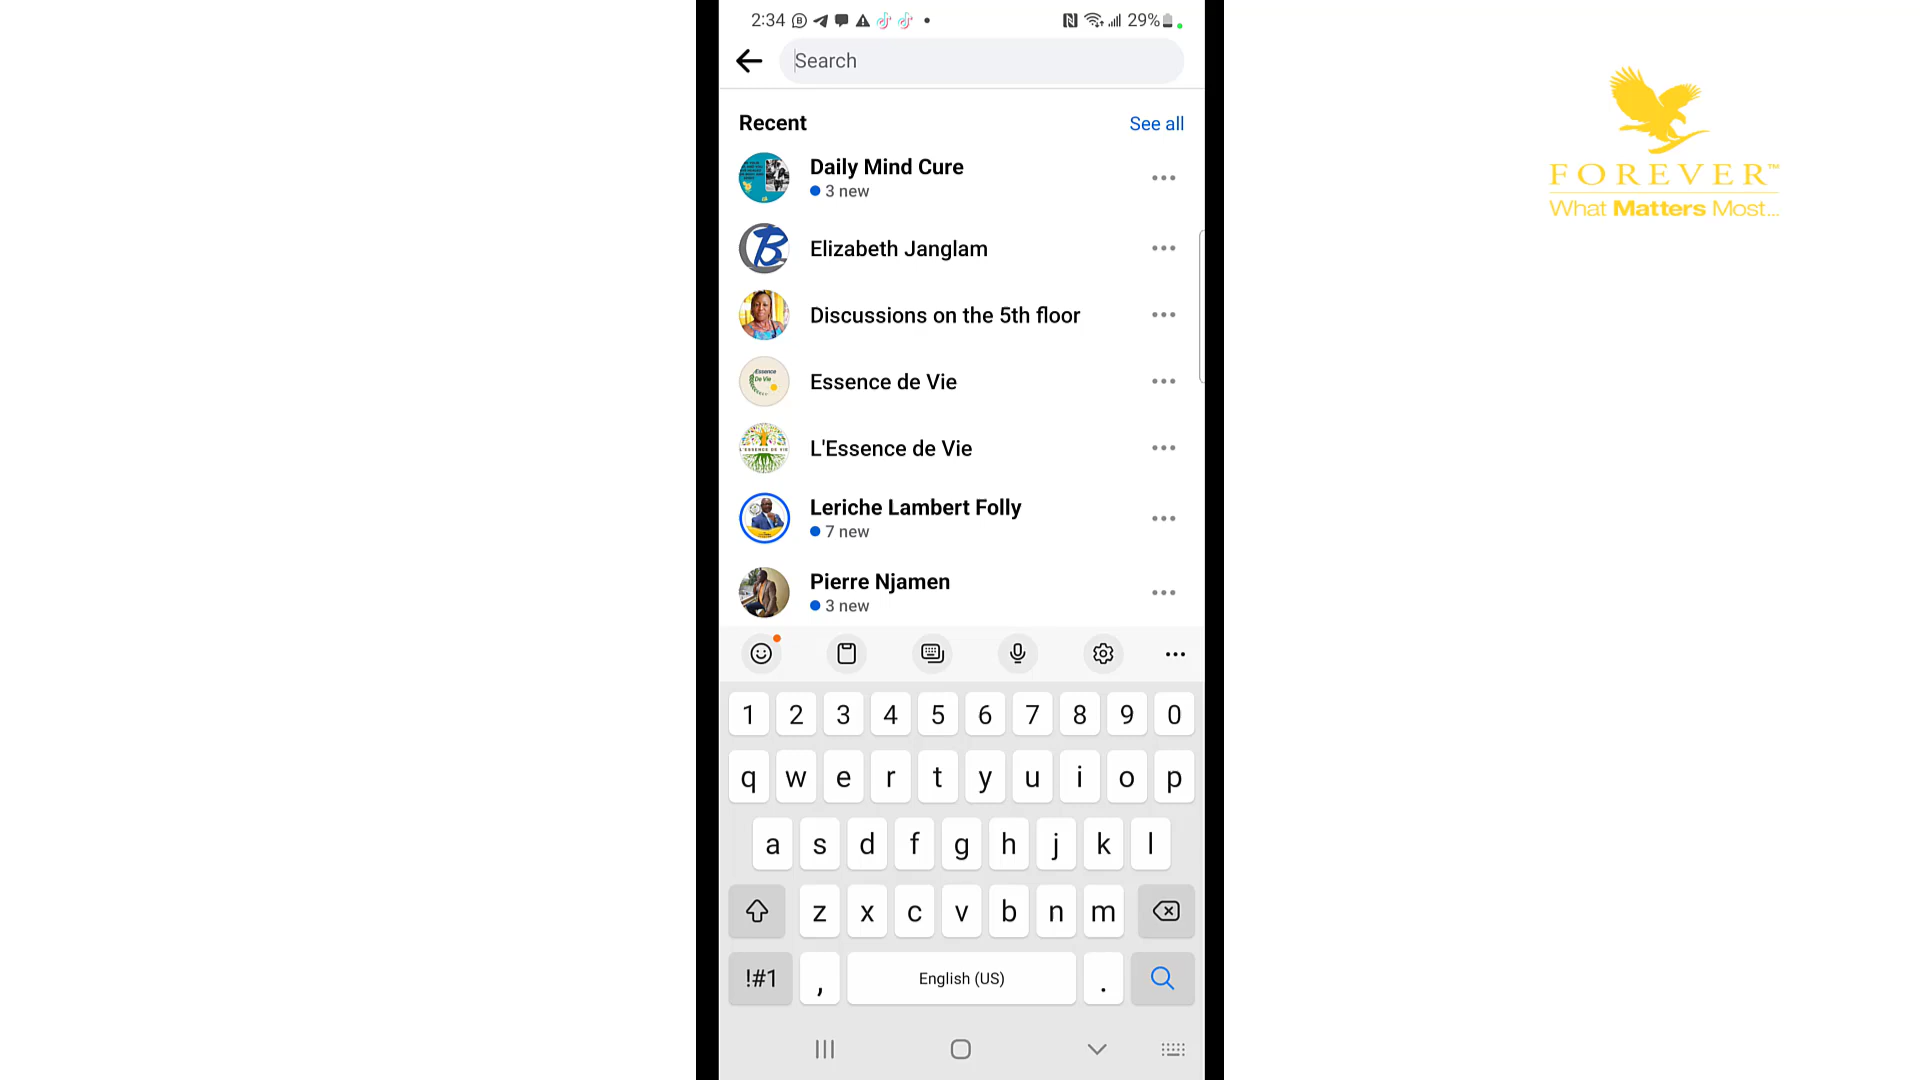 2:34
29%
Search
Recent
See all
Daily Mind Cure
3 new
Elizabeth Janglam
Discussions on the 5th floor
Essence de Vie
L'Essence de Vie
Leriche Lambert Folly
7 new
Pierre Njamen
3 new
1 2 3 4 5 6 7 8 9 0
q w e r t y u i o p
a s d f g h j k l
z x c v b n m
!#1 , English (US) .
FOREVER™
What Matters Most...